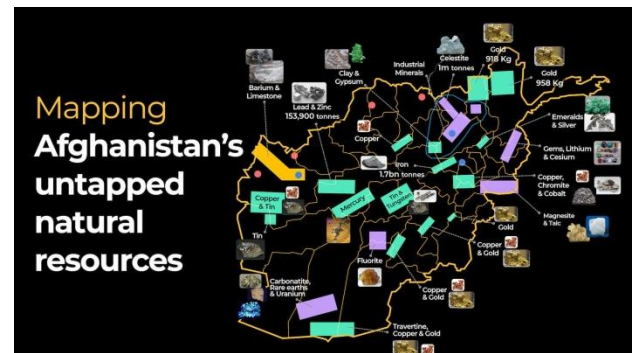 Mapping
Afghanistan's
untapped
natural
resources
Barium &
Limestone
Clay &
Gypsum
Lead & Zinc
153,900 tonnes
Industrial
Minerals
Celestite
1m tonnes
Gold
918 Kg
Gold
958 Kg
Emeralds
& Silver
Gems, Lithium
& Cesium
Copper,
Chromite
& Cobalt
Magnesite
& Talc
Copper
Iron
1.7bn tonnes
Copper
& Tin
Mercury
Tin &
Tungsten
Tin
Gold
Copper
& Gold
Fluorite
Copper
& Gold
Carbonatite,
Rare earths
& Uranium
Travertine,
Copper & Gold